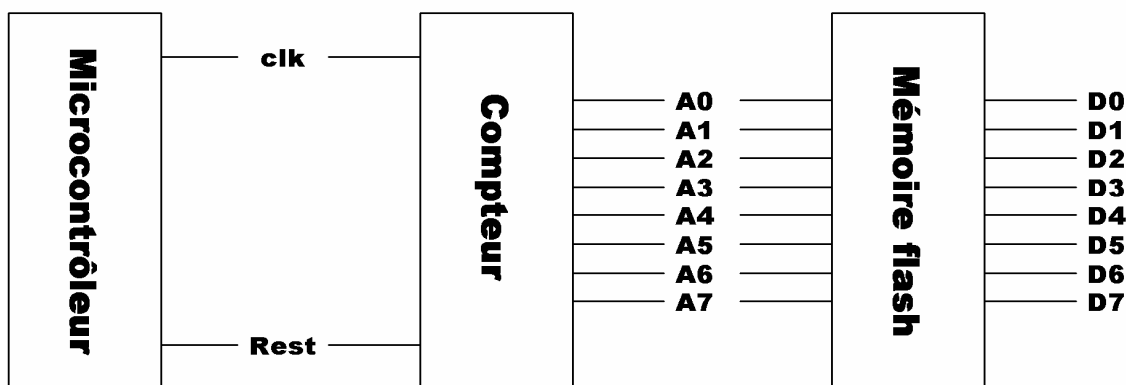 Microcontrôleur
clk
Rest
Compteur
A0
A1
A2
A3
A4
A5
A6
A7
Mémoire flash
D0
D1
D2
D3
D4
D5
D6
D7